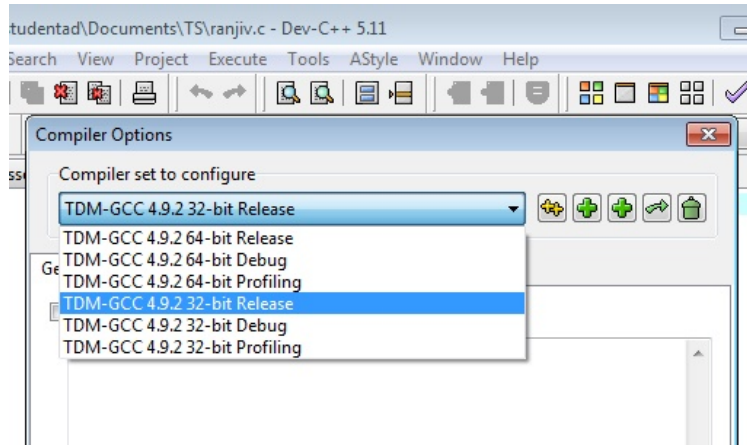 tudentad\Documents\TS\ranjiv.c - Dev-C++ 5.11
Search View Project Execute Tools AStyle Window Help
Compiler Options
Compiler set to configure
TDM-GCC 4.9.2 32-bit Release
TDM-GCC 4.9.2 64-bit Release
TDM-GCC 4.9.2 64-bit Debug
Ge
TDM-GCC 4.9.2 64-bit Profiling
TDM-GCC 4.9.2 32-bit Release
TDM-GCC 4.9.2 32-bit Debug
TDM-GCC 4.9.2 32-bit Profiling